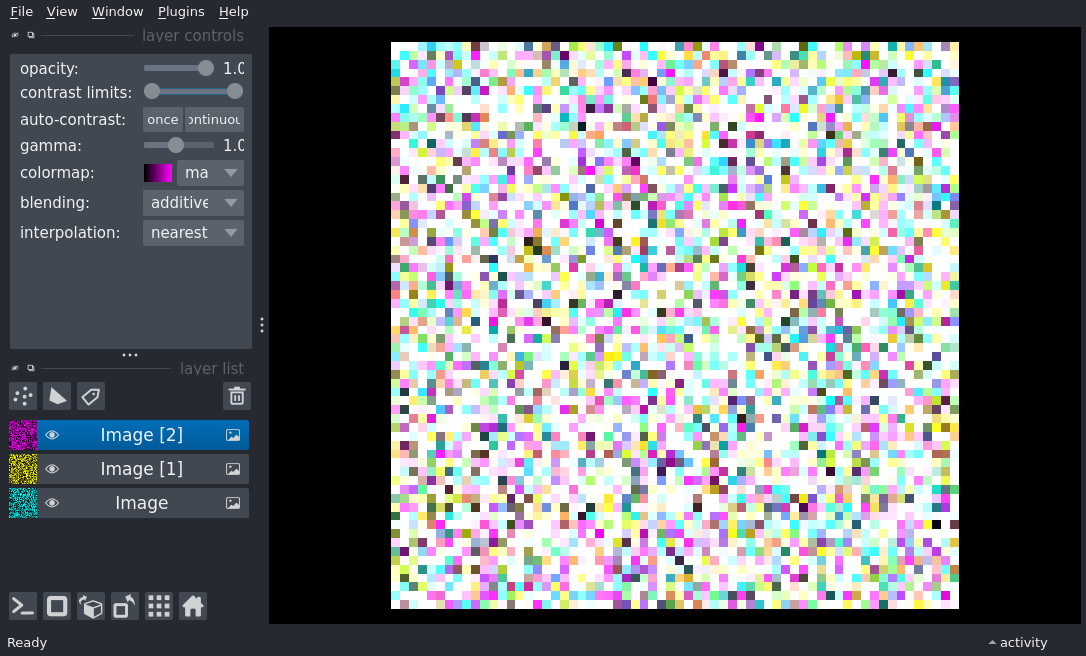 File View Window Plugins Help
layer controls
opacity: 1.0
contrast limits:
auto-contrast: once ontinuou
gamma: 1.0
colormap: ma
blending: additive
interpolation: nearest
layer list
Image [2]
Image [1]
Image
Ready activity